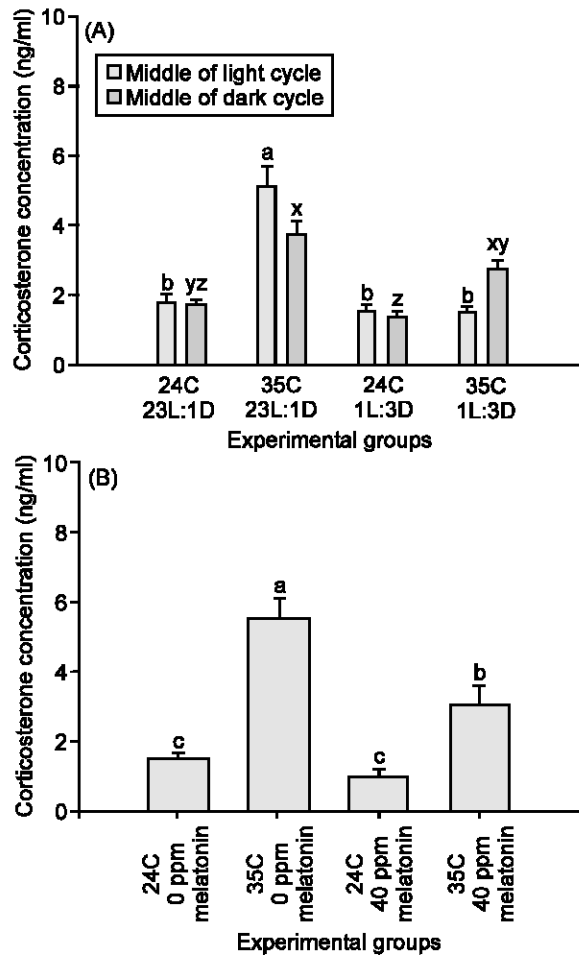 (A)
Corticosterone concentration (ng/ml)
10
8
6
4
2
0
Middle of light cycle
Middle of dark cycle
b yz
a
x
b z
b
xy
24C 35C 24C 35C
23L:1D 23L:1D 1L:3D 1L:3D
Experimental groups
(B)
Corticosterone concentration (ng/ml)
10
8
6
4
2
0
c
a
c
b
24C
0 ppm
melatonin
35C
0 ppm
melatonin
24C
40 ppm
melatonin
35C
40 ppm
melatonin
Experimental groups